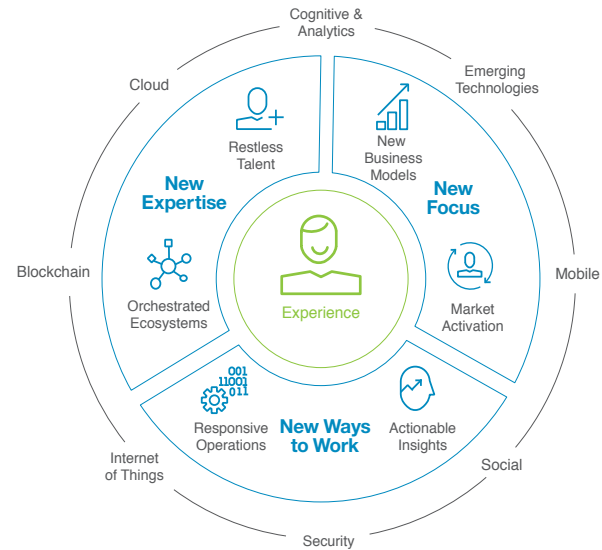 Cognitive &
Analytics
Cloud
Emerging
Technologies
Restless
Talent
New
Business
Models
New
Expertise
New
Focus
Blockchain
Mobile
Orchestrated
Ecosystems
Experience
Market
Activation
001
11001
011
Responsive
Operations
New Ways
to Work
Actionable
Insights
Internet
of Things
Social
Security